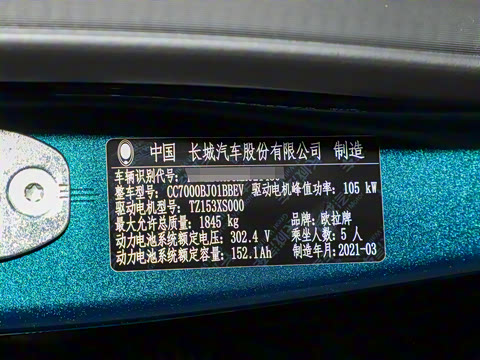 中国 长城汽车股份有限公司 制造
车辆识别代号:
整车型号: CC7000BJ01BBEV 驱动电机峰值功率: 105 kW
驱动电机型号: TZ153XS000
最大允许总质量: 1845 kg 品牌: 欧拉牌
动力电池系统额定电压: 302.4 V 乘坐人数: 5 人
动力电池系统额定容量: 152.1Ah 制造年月: 2021-03